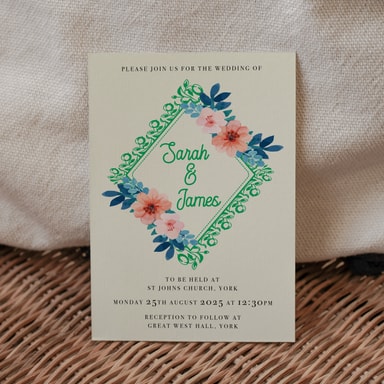 PLEASE JOIN US FOR THE WEDDING OF
Sarah
&
James
TO BE HELD AT
ST JOHNS CHURCH, YORK
MONDAY 25TH AUGUST 2025 AT 12:30PM
RECEPTION TO FOLLOW AT
GREAT WEST HALL, YORK